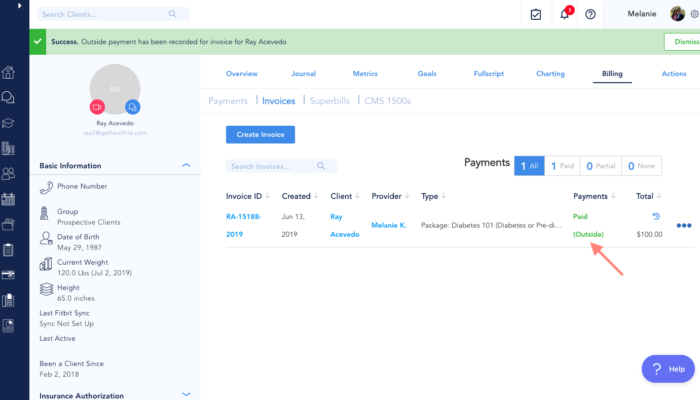 Search Clients...
3
Melanie
Success. Outside payment has been recorded for invoice for Ray Acevedo
Dismiss
RA
Ray Acevedo
ray2@gethealthie.com
Basic Information
Phone Number
Group
Prospective Clients
Date of Birth
May 29, 1987
Current Weight
120.0 Lbs (Jul 2, 2019)
Height
65.0 inches
Last Fitbit Sync
Sync Not Set Up
Last Active
Been a Client Since
Feb 2, 2018
Insurance Authorization
Overview Journal Metrics Goals Fullscript Charting Billing Actions
Payments Invoices Superbills CMS 1500s
Create Invoice
Search Invoices...
Payments 1 All 1 Paid 0 Partial 0 None
Invoice ID Created Client Provider Type Payments Total
RA-15188-2019 Jun 13, 2019 Ray Acevedo Melanie K. Package: Diabetes 101 (Diabetes or Pre-di... Paid (Outside) $100.00
? Help